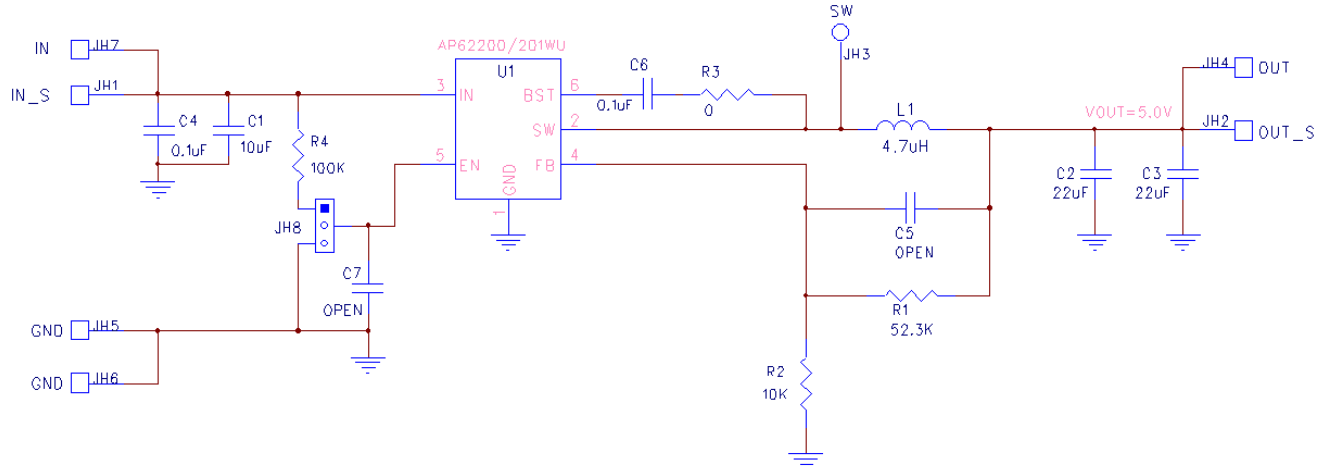 SW
IN
JH7
AP62200/201WU
JH3
JH4
OUT
U1
C6
R3
IN_S
JH1
3
IN
BST
6
0.1uF
0
L1
VOUT=5.0V
C4
0.1uF
C1
10uF
R4
100K
SW
2
4.7uH
JH2
OUT_S
5
EN
FB
4
C2
22uF
C3
22uF
GND
1
JH8
C5
OPEN
C7
OPEN
R1
52.3K
GND
JH5
R2
10K
GND
JH6